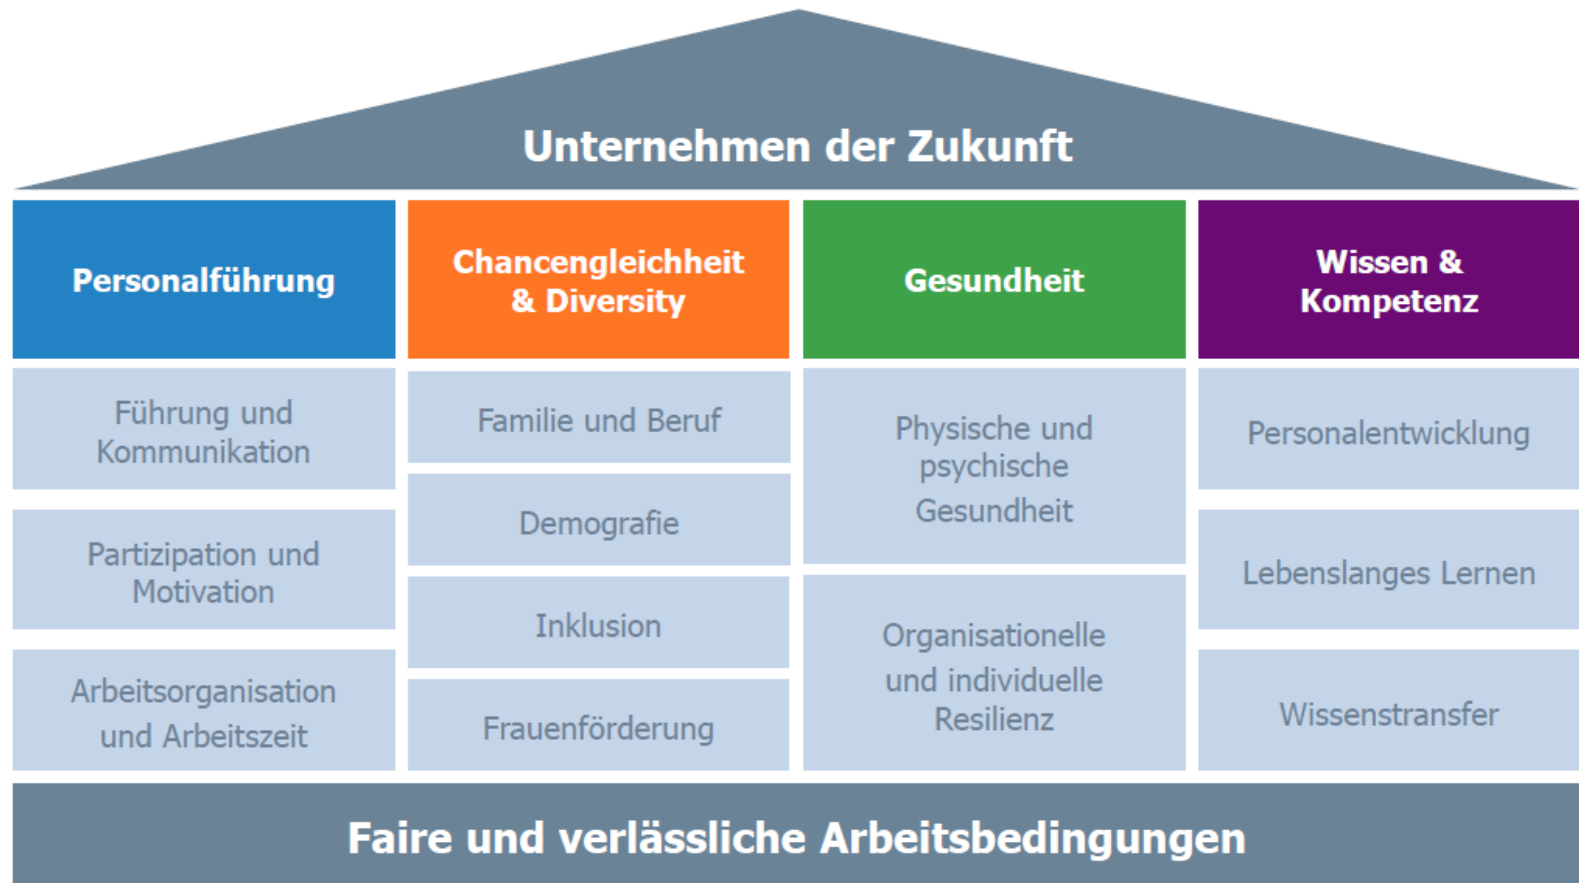 Unternehmen der Zukunft
Personalführung
Chancengleichheit
& Diversity
Gesundheit
Wissen &
Kompetenz
Führung und
Kommunikation
Partizipation und
Motivation
Arbeitsorganisation
und Arbeitszeit
Familie und Beruf
Demografie
Inklusion
Frauenförderung
Physische und
psychische
Gesundheit
Organisationelle
und individuelle
Resilienz
Personalentwicklung
Lebenslanges Lernen
Wissenstransfer
Faire und verlässliche Arbeitsbedingungen